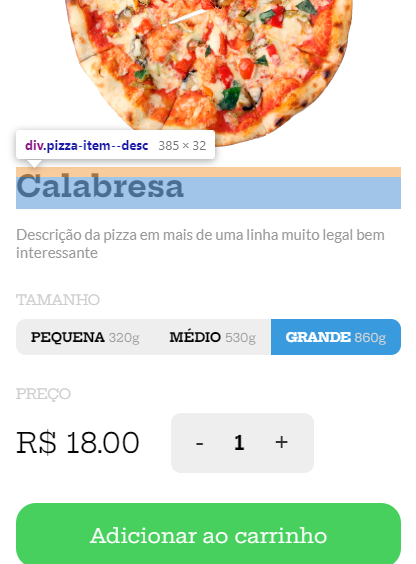 div.pizza-item--desc 385 × 32
Calabresa
Descrição da pizza em mais de uma linha muito legal bem
interessante
TAMANHO
PEQUENA 320g MÉDIO 530g GRANDE 860g
PREÇO
R$ 18.00 - 1 +
Adicionar ao carrinho